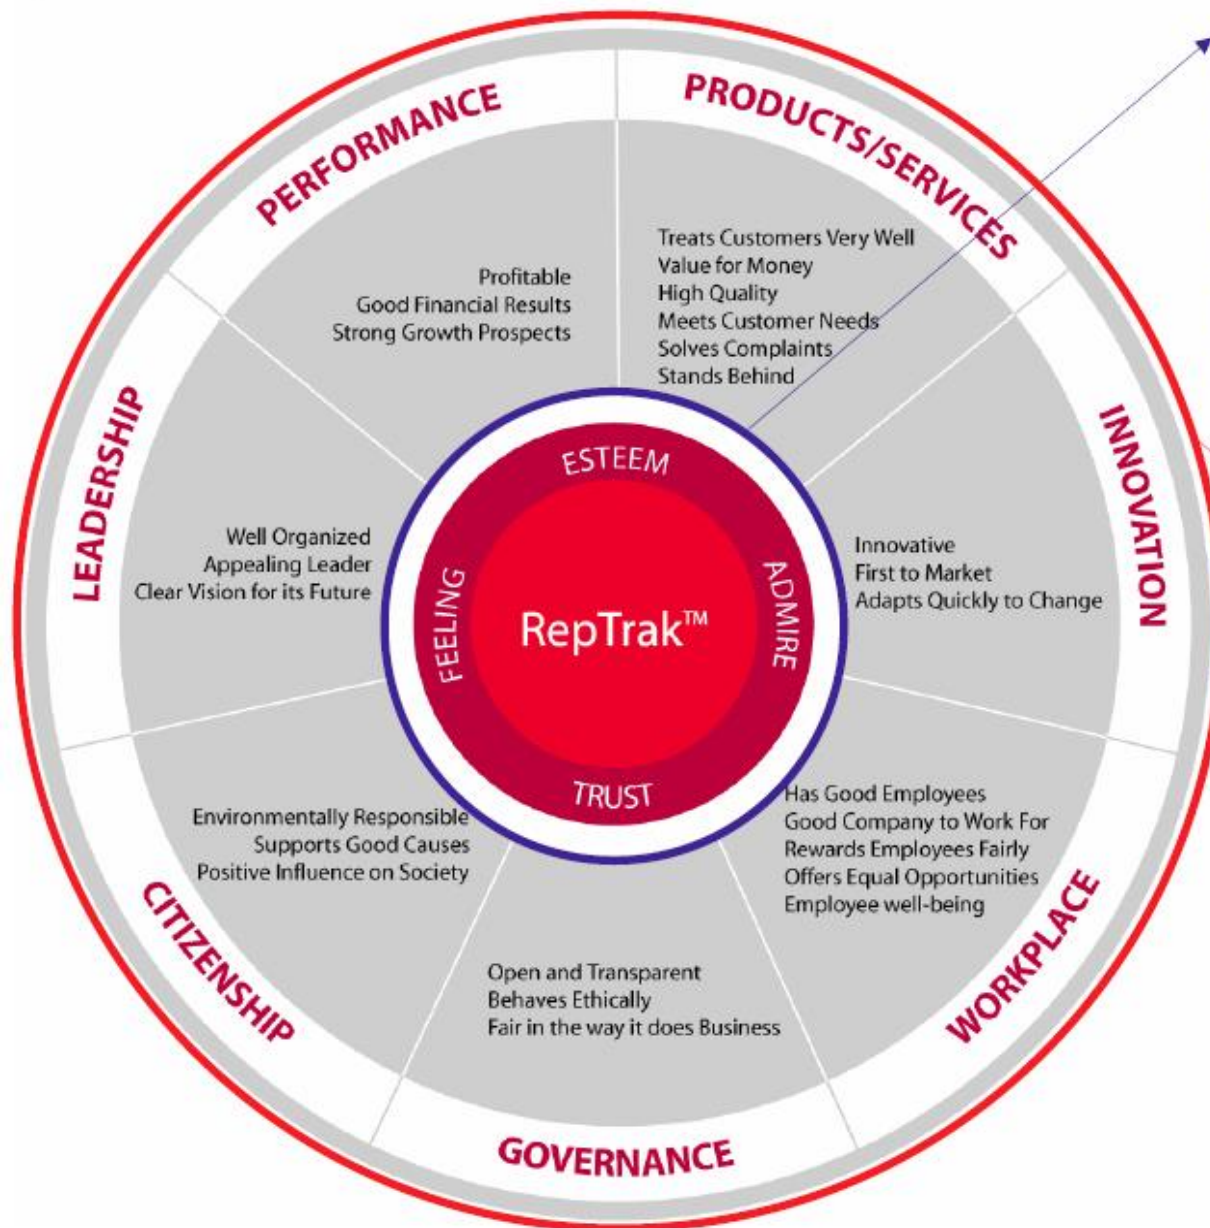 PERFORMANCE
Profitable
Good Financial Results
Strong Growth Prospects
PRODUCTS/SERVICES
Treats Customers Very Well
Value for Money
High Quality
Meets Customer Needs
Solves Complaints
Stands Behind
INNOVATION
Innovative
First to Market
Adapts Quickly to Change
WORKPLACE
Has Good Employees
Good Company to Work For
Rewards Employees Fairly
Offers Equal Opportunities
Employee well-being
GOVERNANCE
Open and Transparent
Behaves Ethically
Fair in the way it does Business
CITIZENSHIP
Environmentally Responsible
Supports Good Causes
Positive Influence on Society
LEADERSHIP
Well Organized
Appealing Leader
Clear Vision for its Future
ESTEEM
ADMIRE
TRUST
FEELING
RepTrak™